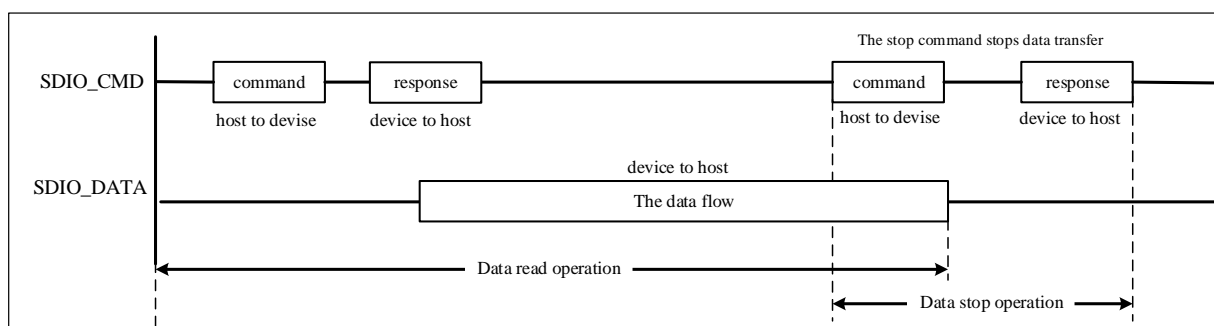 The stop command stops data transfer
SDIO_CMD
command
response
command
response
host to devise
device to host
host to devise
device to host
device to host
SDIO_DATA
The data flow
Data read operation
Data stop operation